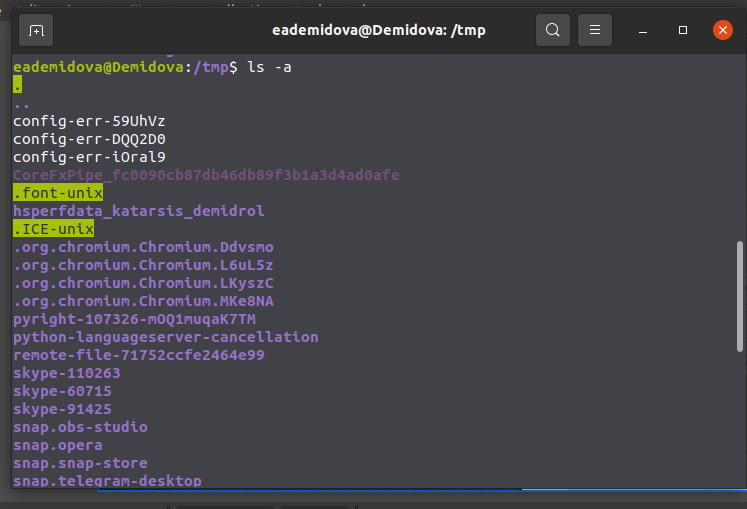 eademidova@Demidova: /tmp
eademidova@Demidova:/tmp$ ls -a
.
..
config-err-59UhVz
config-err-DQQ2D0
config-err-iOral9
CoreFxPipe_fc0090cb87db46db89f3b1a3d4ad0afe
.font-unix
hsperfdata_katarsis_demidrol
.ICE-unix
.org.chromium.Chromium.Ddvsmo
.org.chromium.Chromium.L6uL5z
.org.chromium.Chromium.LKyszC
.org.chromium.Chromium.MKe8NA
pyright-107326-mOQ1muqaK7TM
python-languageserver-cancellation
remote-file-71752ccfe2464e99
skype-110263
skype-60715
skype-91425
snap.obs-studio
snap.opera
snap.snap-store
snap.telegram-desktop